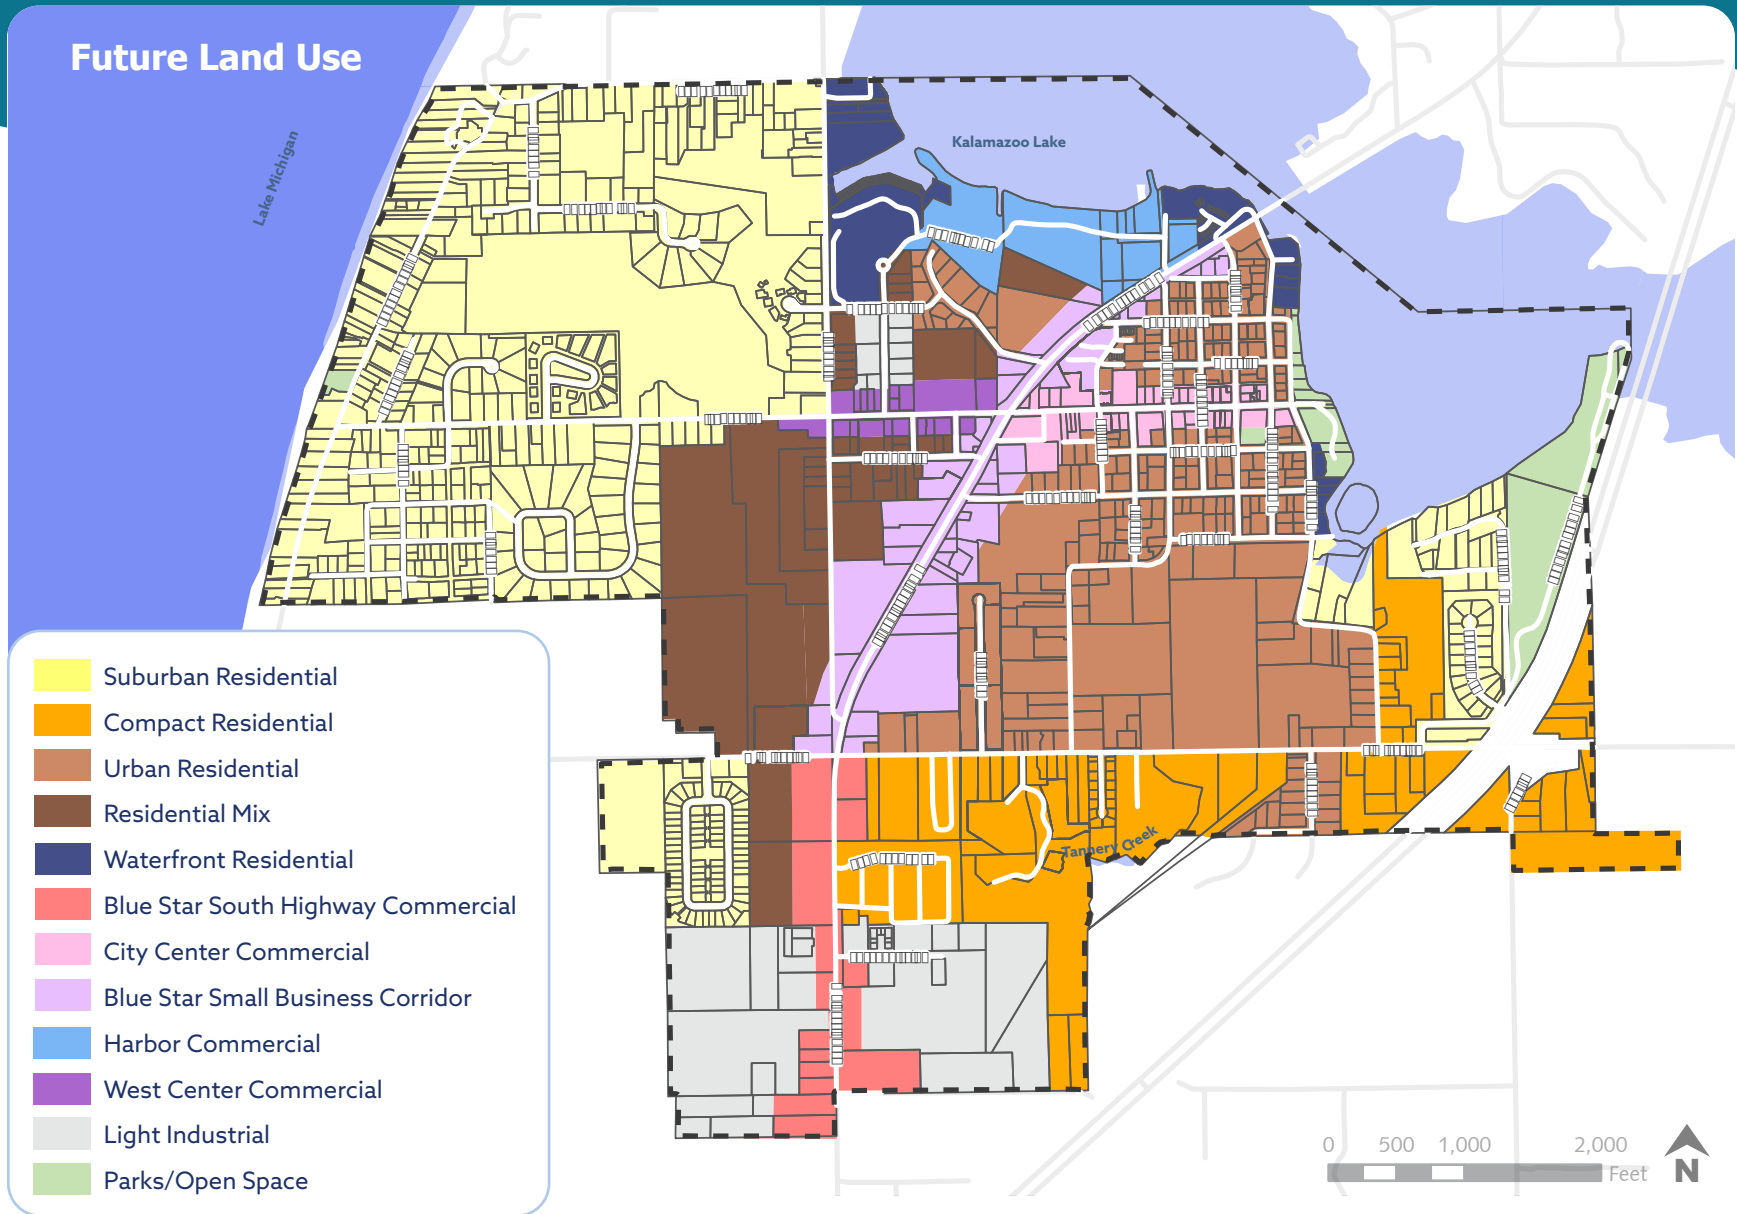 Future Land Use
Lake Michigan
Kalamazoo Lake
Tannery Creek
Suburban Residential
Compact Residential
Urban Residential
Residential Mix
Waterfront Residential
Blue Star South Highway Commercial
City Center Commercial
Blue Star Small Business Corridor
Harbor Commercial
West Center Commercial
Light Industrial
Parks/Open Space
0 500 1,000 2,000
Feet
N